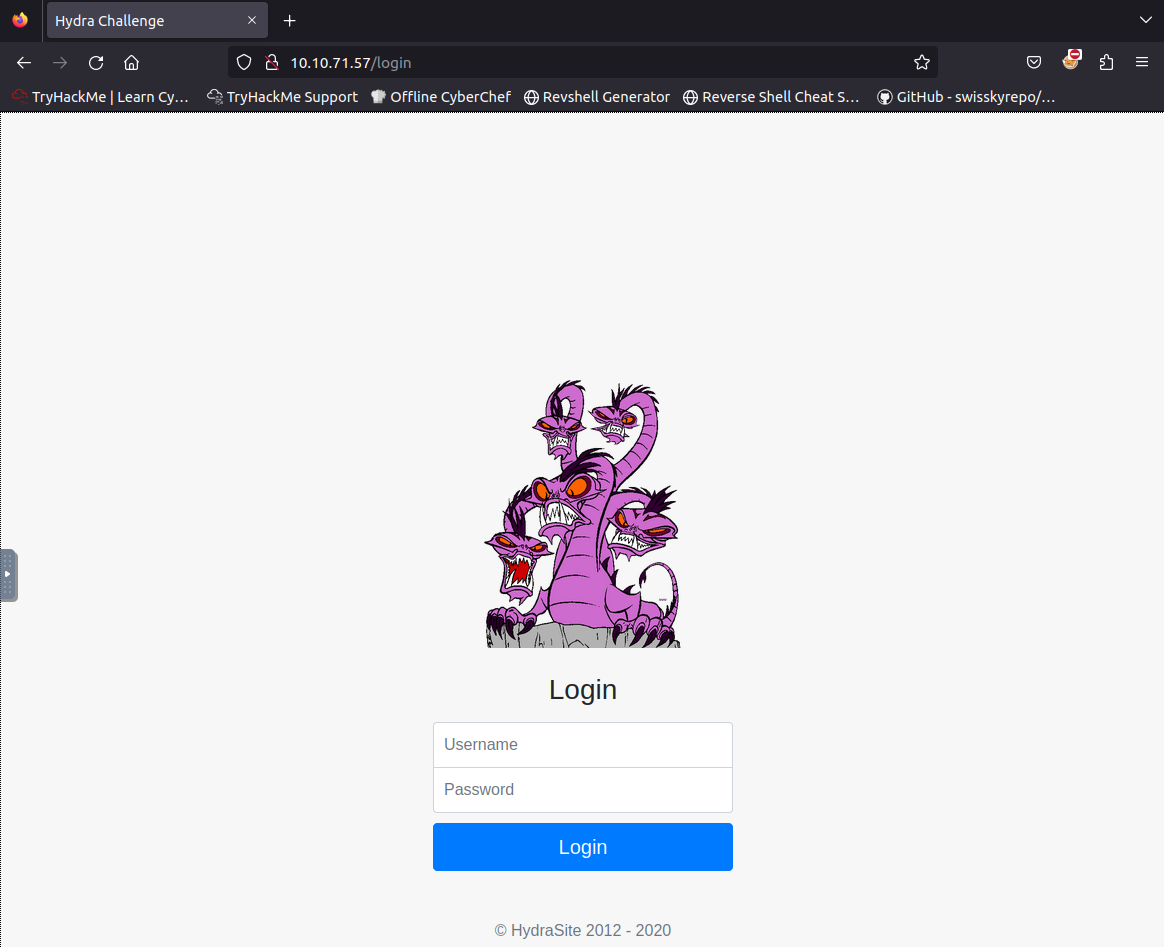 Hydra Challenge
10.10.71.57/login
TryHackMe | Learn Cy… TryHackMe Support Offline CyberChef Revshell Generator Reverse Shell Cheat S… GitHub - swisskyrepo/…
Login
Username
Password
Login
© HydraSite 2012 - 2020